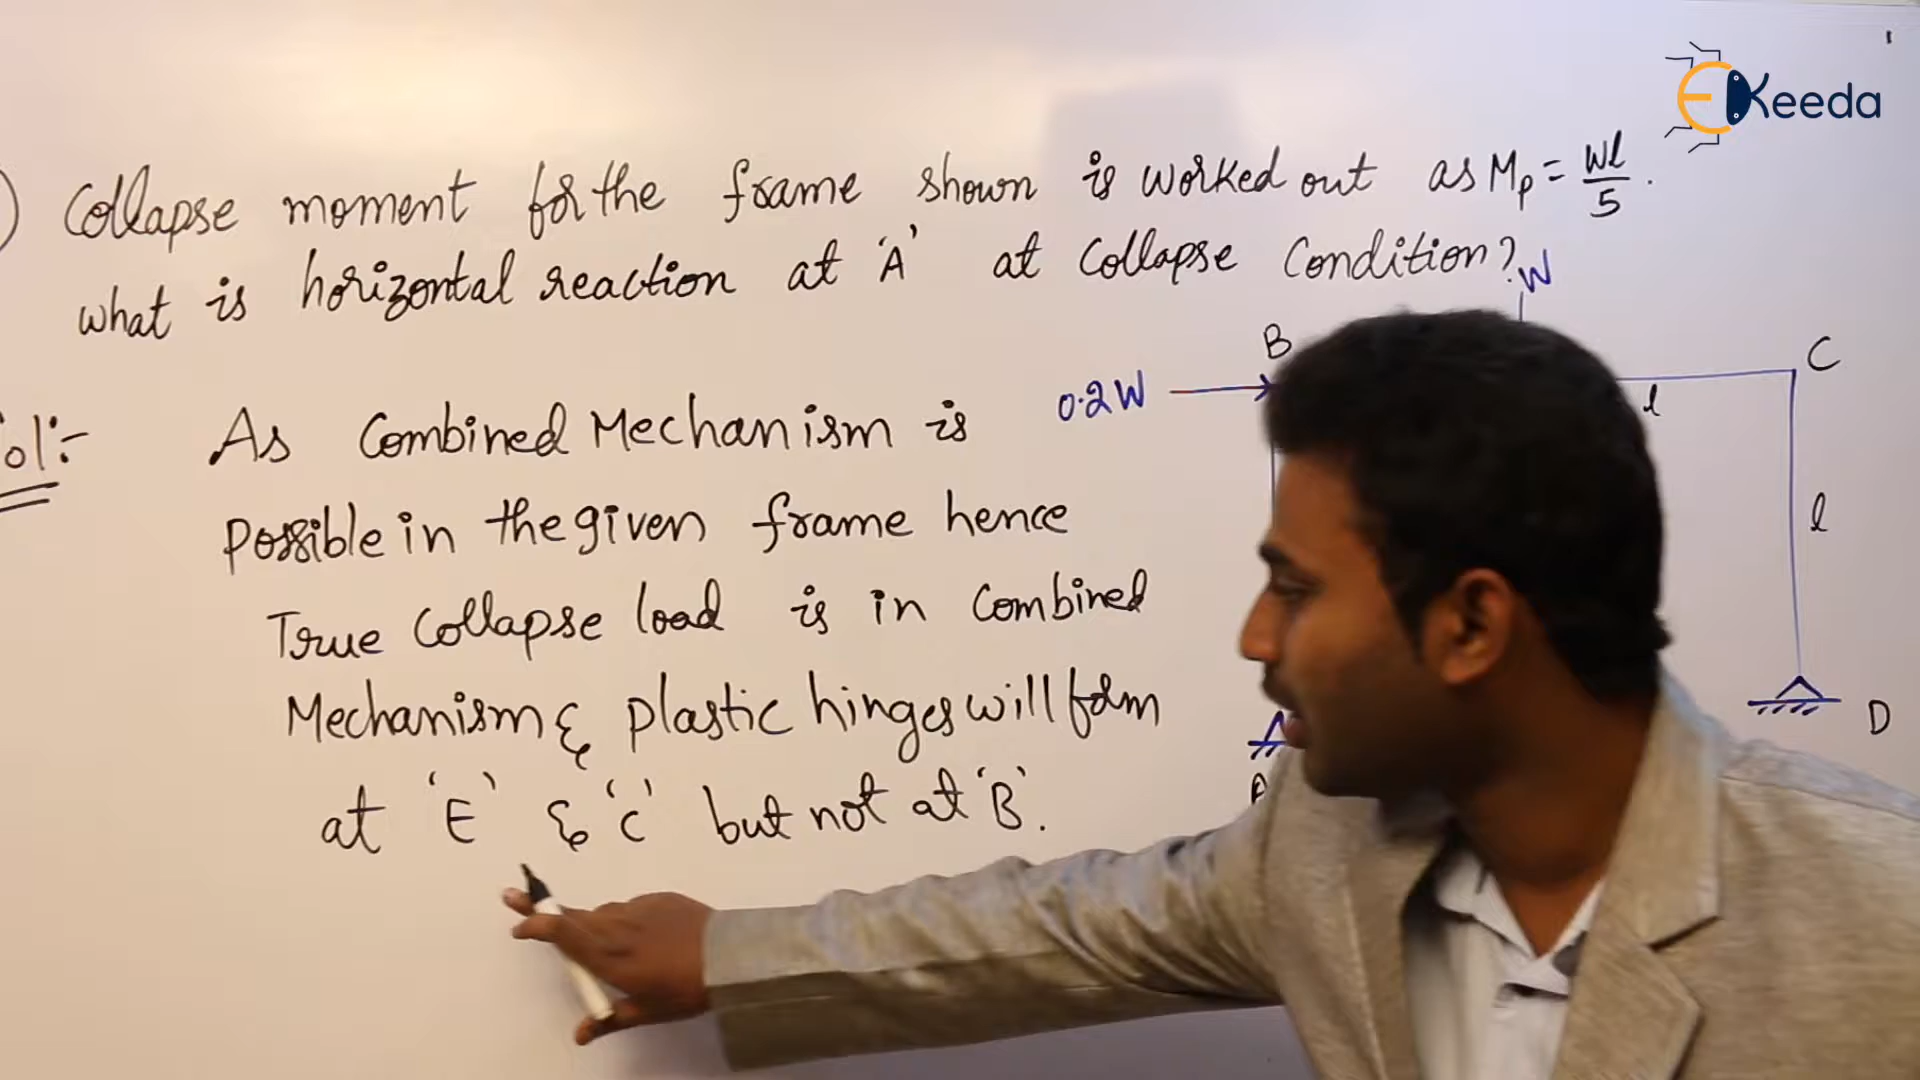 EKeeda
Collapse moment for the frame shown is worked out as Mp = Wl/5 .
what is horizontal reaction at 'A' at Collapse Condition?
W
B
C
0.2W
l
l
D
Sol:-
As Combined Mechanism is
Possible in the given frame hence
True Collapse load is in Combined
Mechanism & plastic hinges will form
at 'E' & 'C' but not at 'B'.